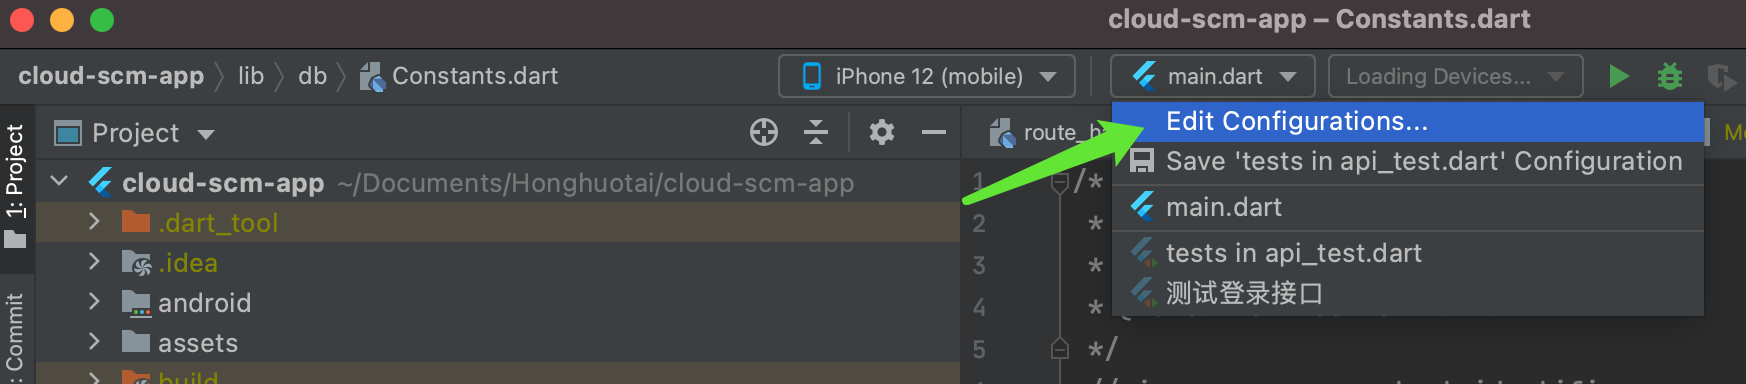 cloud-scm-app – Constants.dart
cloud-scm-app lib db Constants.dart iPhone 12 (mobile) main.dart Loading Devices...
1: Project
Commit
Project
cloud-scm-app ~/Documents/Honghuotai/cloud-scm-app
.dart_tool
.idea
android
assets
build
Edit Configurations...
Save 'tests in api_test.dart' Configuration
main.dart
tests in api_test.dart
测试登录接口
route_h
1 /*
2 *
3 *
4 *
5 */